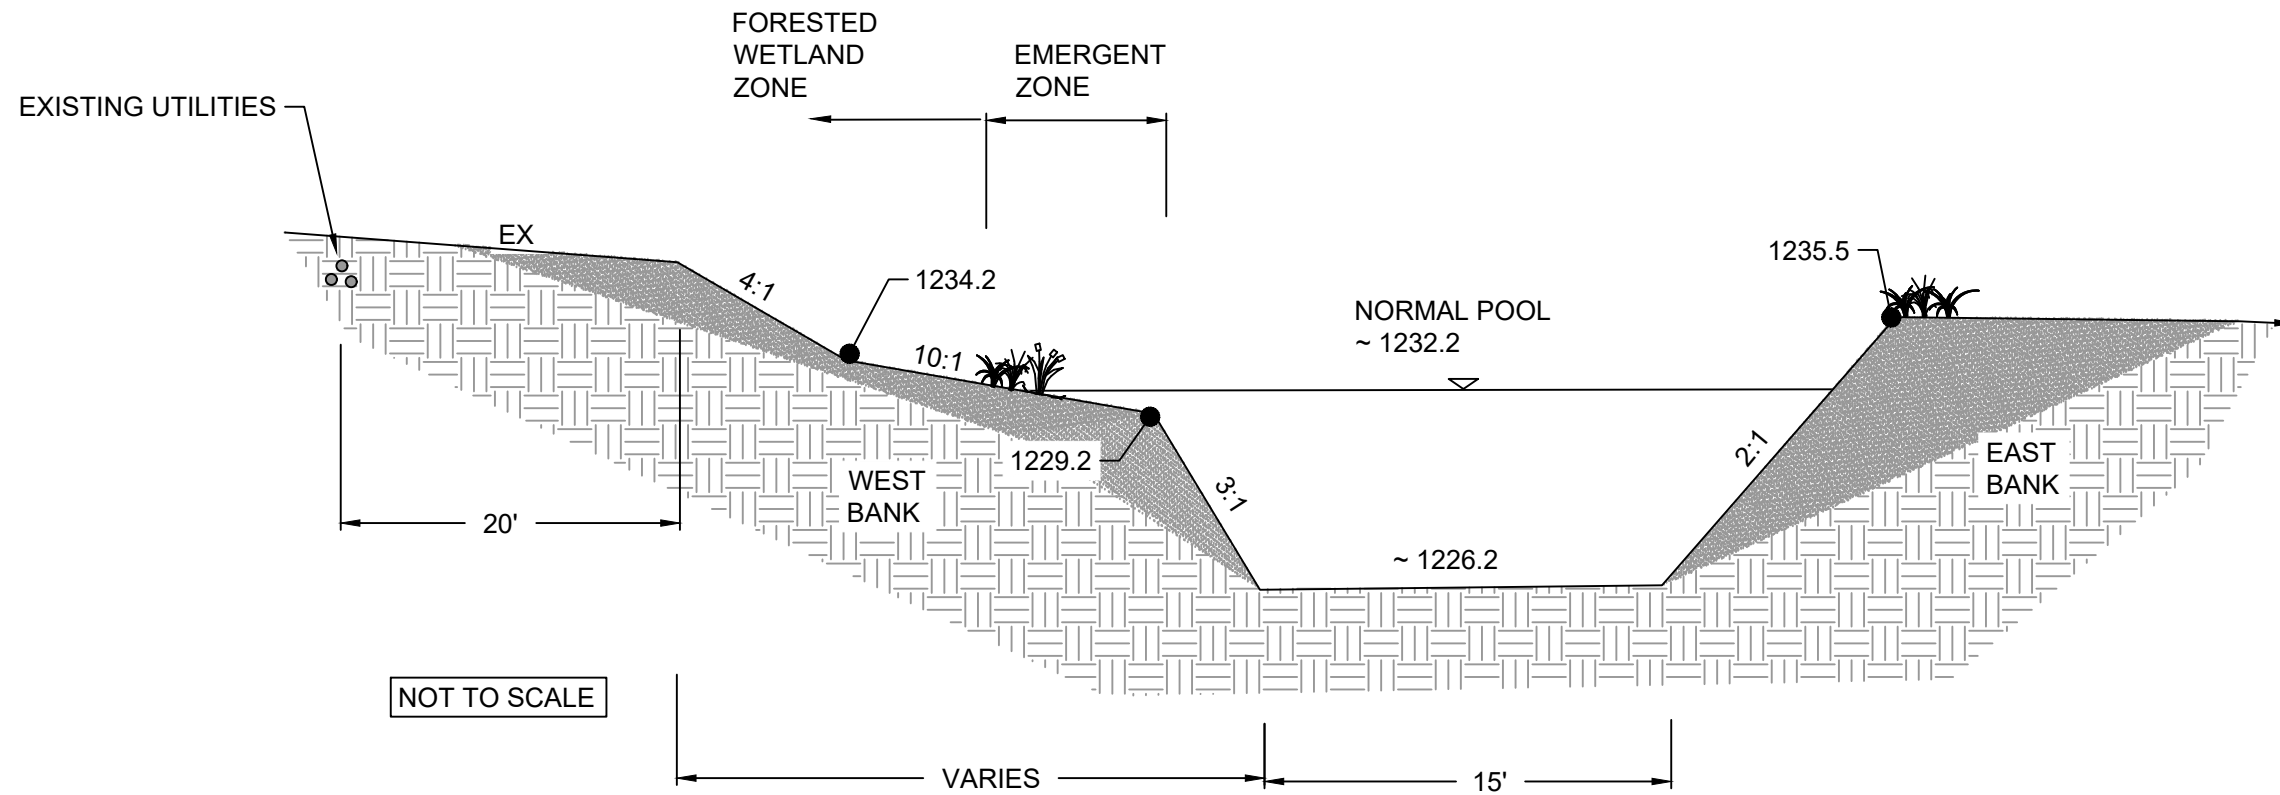 FORESTED
WETLAND
ZONE
EMERGENT
ZONE
EXISTING UTILITIES
EX
4:1
1234.2
10:1
NORMAL POOL
~ 1232.2
1235.5
1229.2
3:1
2:1
WEST
BANK
EAST
BANK
20'
~ 1226.2
NOT TO SCALE
VARIES
15'